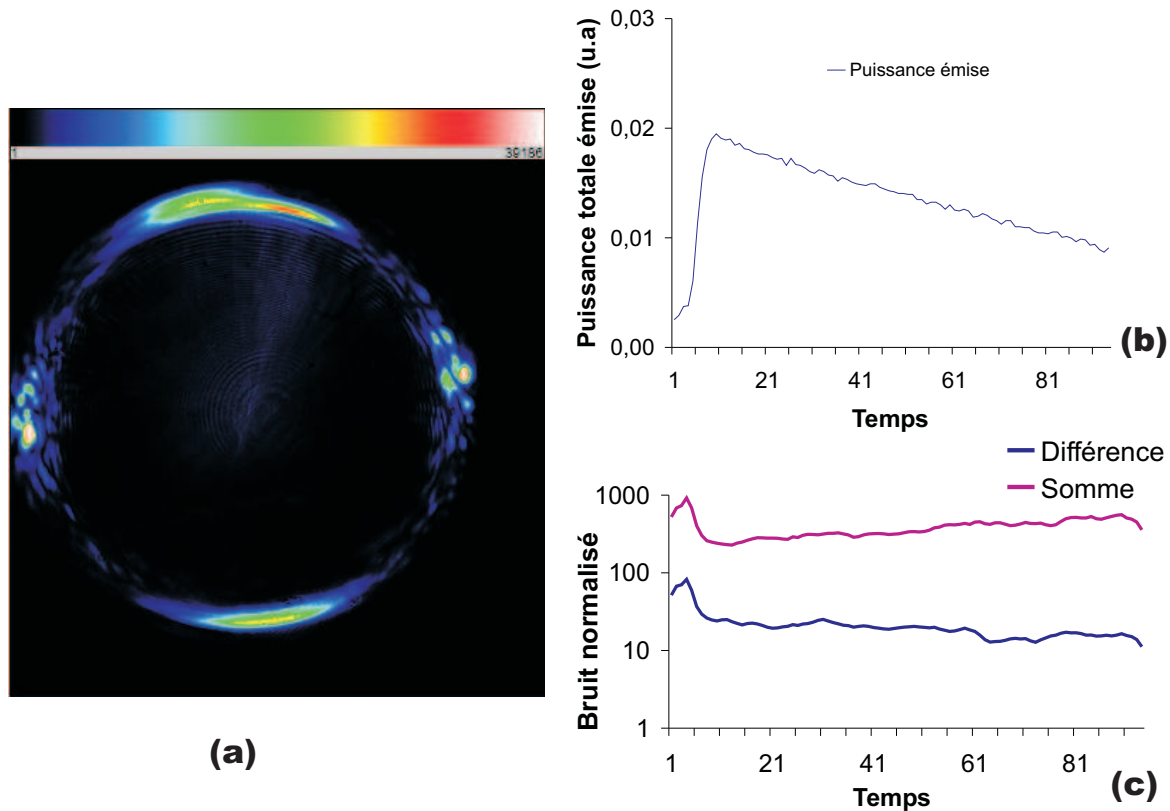 1 39186
(a)
Puissance totale émise (u.a)
0,03
0,02
0,01
0,00
Puissance émise
1 21 41 61 81
Temps
(b)
Différence
Somme
Bruit normalisé
1000
100
10
1
1 21 41 61 81
Temps
(c)